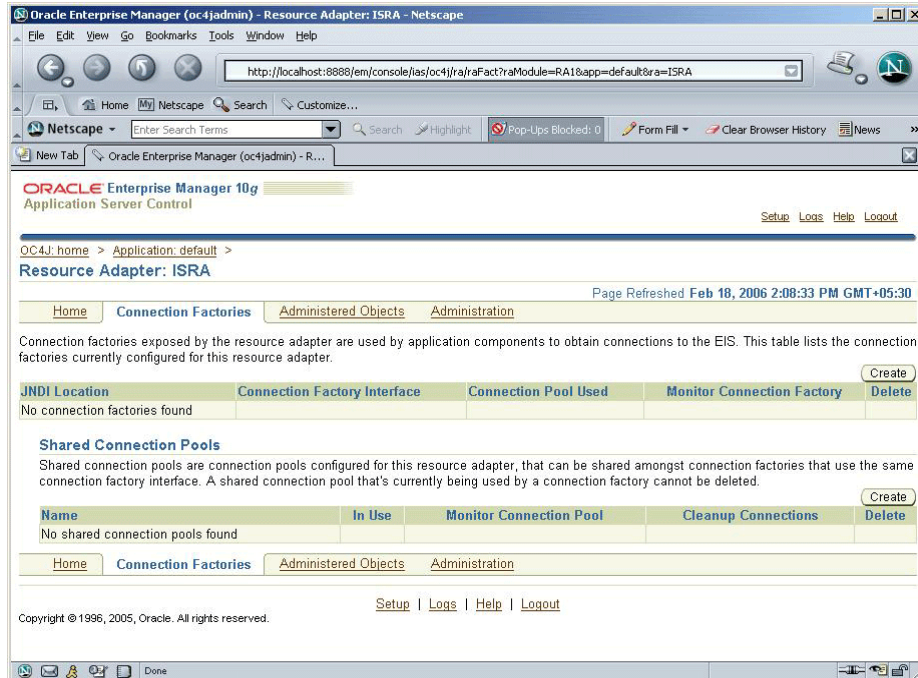 Oracle Enterprise Manager (oc4jadmin) - Resource Adapter: ISRA - Netscape
File Edit View Go Bookmarks Tools Window Help
http://localhost:8888/em/console/ias/oc4j/ra/raFact?raModule=RA1&app=default&ra=ISRA
Home My Netscape Search Customize...
Netscape Enter Search Terms Search Highlight Pop-Ups Blocked: 0 Form Fill Clear Browser History News »
New Tab Oracle Enterprise Manager (oc4jadmin) - R...
ORACLE Enterprise Manager 10g
Application Server Control
Setup Logs Help Logout
OC4J: home > Application: default >
Resource Adapter: ISRA
Page Refreshed Feb 18, 2006 2:08:33 PM GMT+05:30
Home Connection Factories Administered Objects Administration
Connection factories exposed by the resource adapter are used by application components to obtain connections to the EIS. This table lists the connection
factories currently configured for this resource adapter.
Create
JNDI Location Connection Factory Interface Connection Pool Used Monitor Connection Factory Delete
No connection factories found
Shared Connection Pools
Shared connection pools are connection pools configured for this resource adapter, that can be shared amongst connection factories that use the same
connection factory interface. A shared connection pool that's currently being used by a connection factory cannot be deleted.
Create
Name In Use Monitor Connection Pool Cleanup Connections Delete
No shared connection pools found
Home Connection Factories Administered Objects Administration
Setup | Logs | Help | Logout
Copyright © 1996, 2005, Oracle. All rights reserved.
Done